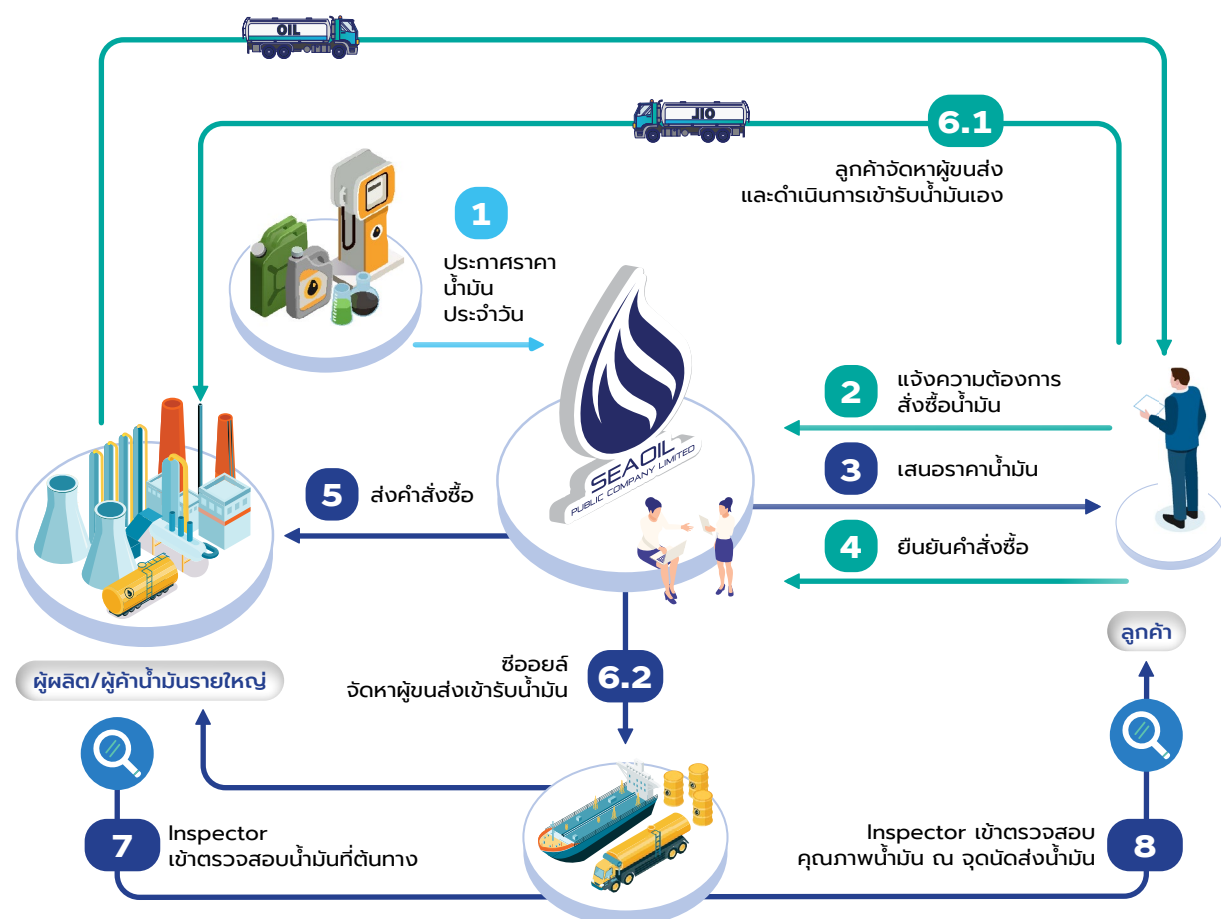 OIL
OIL
6.1
ลูกค้าจัดหาผู้ขนส่ง
และดำเนินการเข้ารับน้ำมันเอง
1
ประกาศราคา
น้ำมัน
ประจำวัน
SEAOIL
PUBLIC COMPANY LIMITED
2
แจ้งความต้องการ
สั่งซื้อน้ำมัน
3
เสนอราคาน้ำมัน
4
ยืนยันคำสั่งซื้อ
5
ส่งคำสั่งซื้อ
ลูกค้า
ผู้ผลิต/ผู้ค้าน้ำมันรายใหญ่
ซีออยล์
จัดหาผู้ขนส่งเข้ารับน้ำมัน
6.2
7
Inspector
เข้าตรวจสอบน้ำมันที่ต้นทาง
Inspector เข้าตรวจสอบ
คุณภาพน้ำมัน ณ จุดนัดส่งน้ำมัน
8